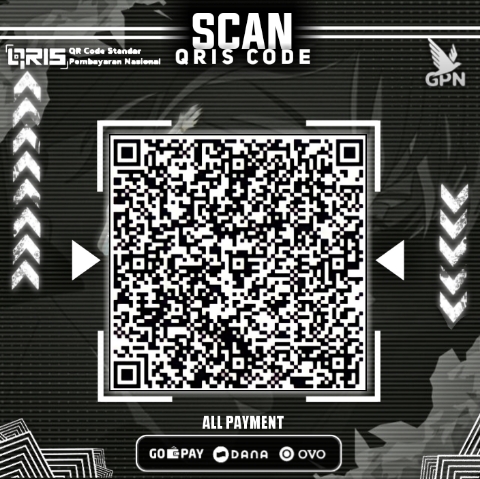 SCAN
QRIS CODE
QRIS
QR Code Standar
Pembayaran Nasional
GPN
ALL PAYMENT
GOPAY DANA OVO